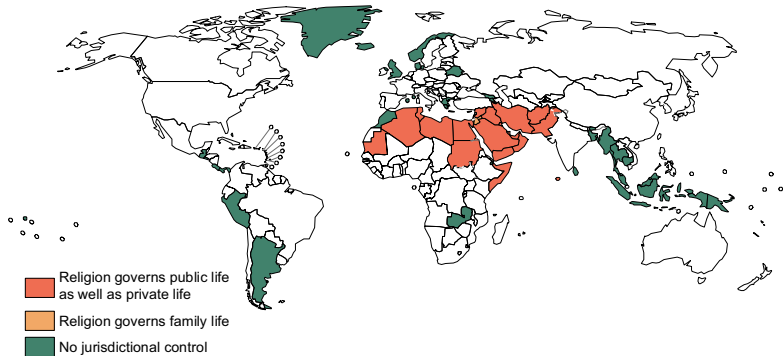 Religion governs public life
as well as private life
Religion governs family life
No jurisdictional control